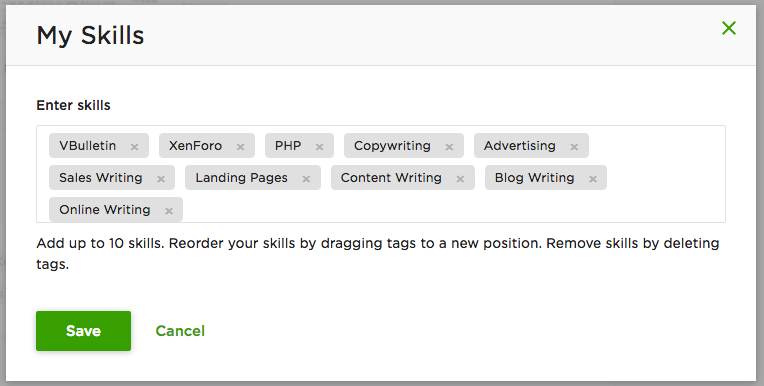 My Skills
Enter skills
VBulletin × XenForo × PHP × Copywriting × Advertising ×
Sales Writing × Landing Pages × Content Writing × Blog Writing ×
Online Writing ×
Add up to 10 skills. Reorder your skills by dragging tags to a new position. Remove skills by deleting
tags.
Save Cancel